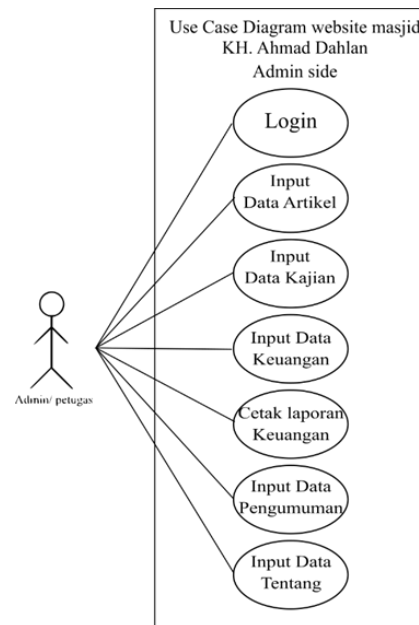 Use Case Diagram website masjid
KH. Ahmad Dahlan
Admin side
Login
Input
Data Artikel
Input
Data Kajian
Input Data
Keuangan
Cetak laporan
Keuangan
Input Data
Pengumuman
Input Data
Tentang
Admin/ petugas